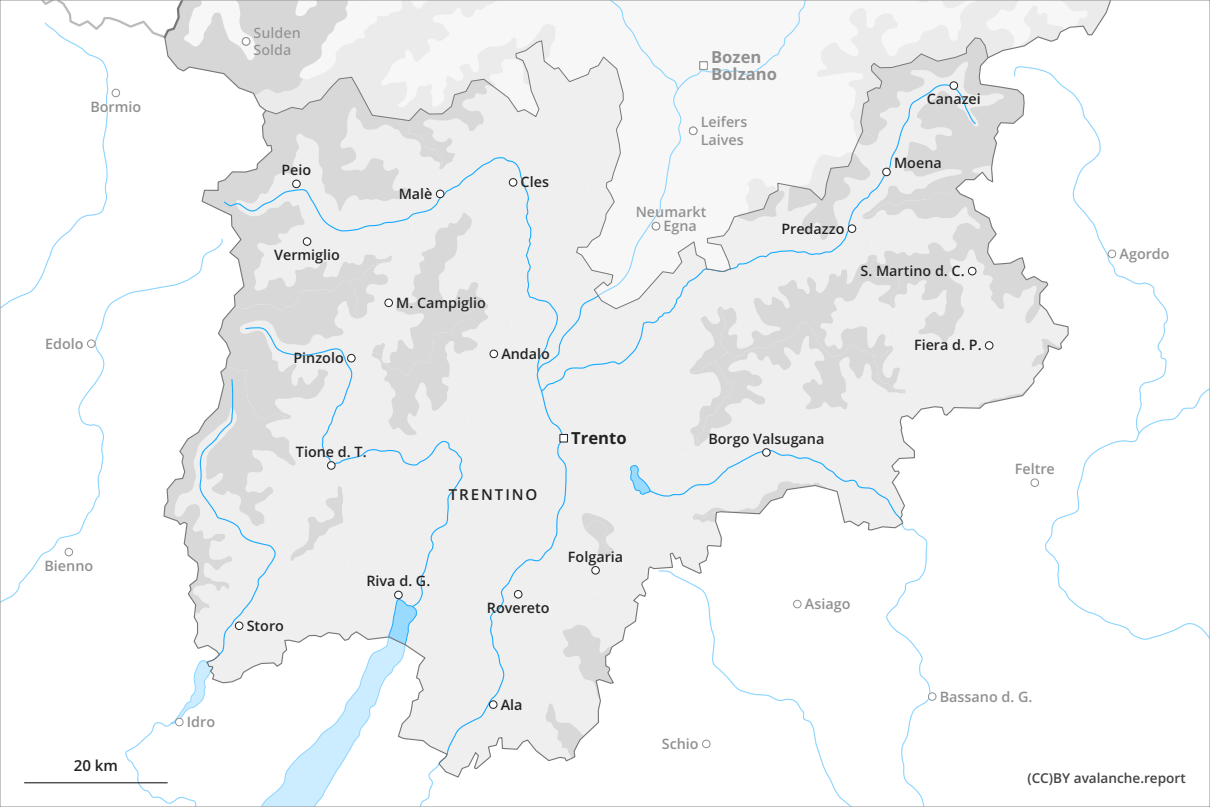 Sulden
Solda
Bozen
Bolzano
Bormio
Canazei
Leifers
Laives
Moena
Peio
Malè
Cles
Neumarkt
Egna
Predazzo
Vermiglio
Agordo
S. Martino d. C.
M. Campiglio
Edolo
Fiera d. P.
Pinzolo
Andalo
Trento
Borgo Valsugana
Tione d. T.
Feltre
TRENTINO
Bienno
Folgaria
Riva d. G.
Rovereto
Asiago
Storo
Bassano d. G.
Ala
Idro
Schio
20 km
(CC)BY avalanche.report